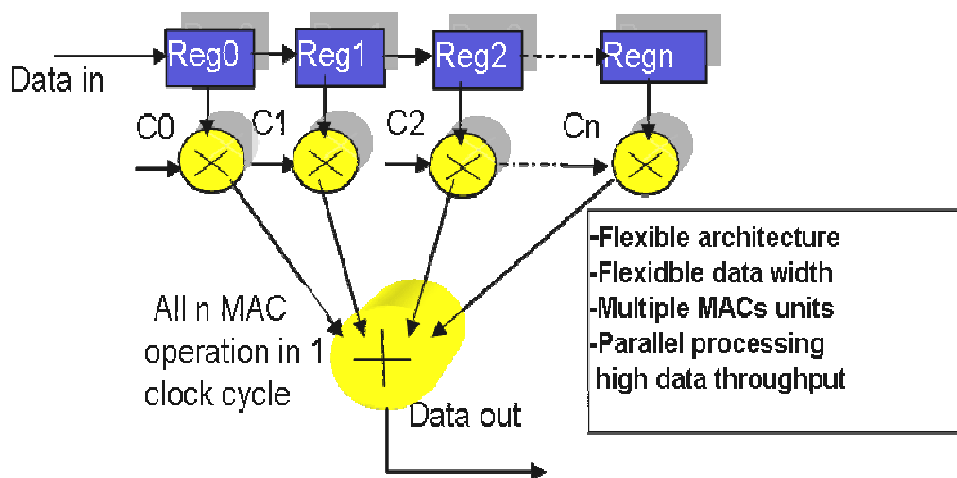 Reg0 Reg1 Reg2 Regn
Data in
C0 C1 C2 Cn
-Flexible architecture
-Flexidble data width
-Multiple MACs units
-Parallel processing
high data throughput
All n MAC
operation in 1
clock cycle
Data out